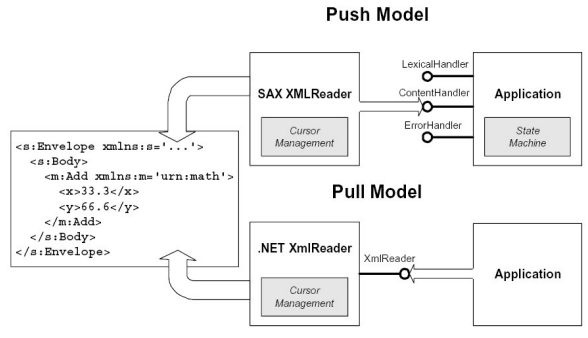 Push Model
LexicalHandler
SAX XMLReader
ContentHandler
Application
ErrorHandler
Cursor
Management
State
Machine
<s:Envelope xmlns:s='...'>
<s:Body>
<m:Add xmlns:m='urn:math'>
<x>33.3</x>
<y>66.6</y>
</m:Add>
</s:Body>
</s:Envelope>
Pull Model
.NET XmlReader
XmlReader
Application
Cursor
Management